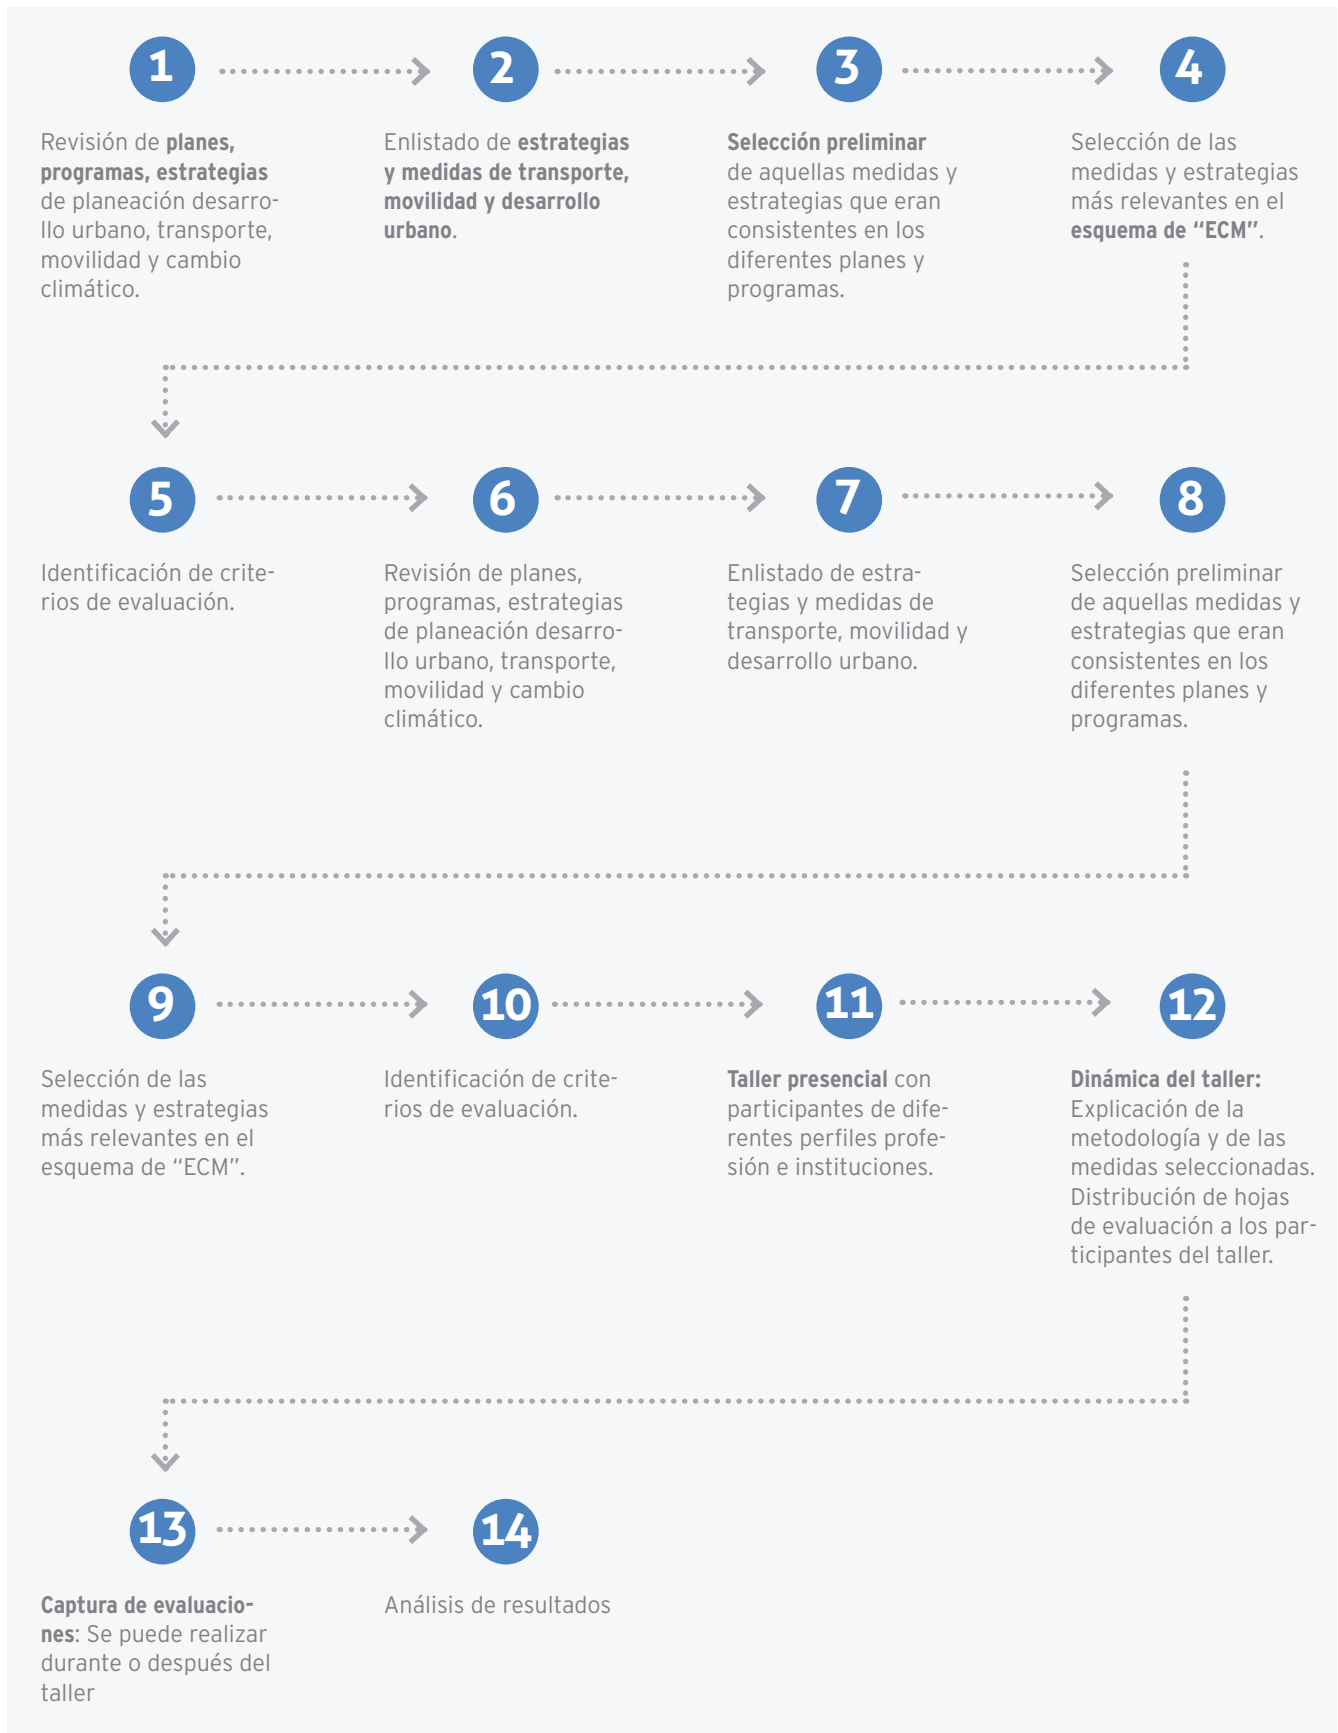 1
Revisión de planes,
programas, estrategias
de planeación desarro-
llo urbano, transporte,
movilidad y cambio
climático.
2
Enlistado de estrategias
y medidas de transporte,
movilidad y desarrollo
urbano.
3
Selección preliminar
de aquellas medidas y
estrategias que eran
consistentes en los
diferentes planes y
programas.
4
Selección de las
medidas y estrategias
más relevantes en el
esquema de “ECM”.
5
Identificación de crite-
rios de evaluación.
6
Revisión de planes,
programas, estrategias
de planeación desarro-
llo urbano, transporte,
movilidad y cambio
climático.
7
Enlistado de estra-
tegias y medidas de
transporte, movilidad y
desarrollo urbano.
8
Selección preliminar
de aquellas medidas y
estrategias que eran
consistentes en los
diferentes planes y
programas.
9
Selección de las
medidas y estrategias
más relevantes en el
esquema de “ECM”.
10
Identificación de crite-
rios de evaluación.
11
Taller presencial con
participantes de dife-
rentes perfiles profe-
sión e instituciones.
12
Dinámica del taller:
Explicación de la
metodología y de las
medidas seleccionadas.
Distribución de hojas
de evaluación a los par-
ticipantes del taller.
13
Captura de evaluacio-
nes: Se puede realizar
durante o después del
taller
14
Análisis de resultados